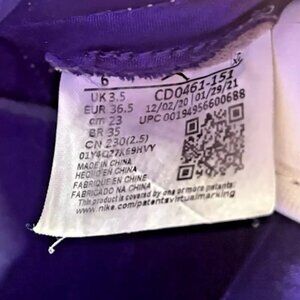 6
UK 3.5 CD0461-151
EUR 36.5 12/02/20 01/29/21
cm 23 UPC 00194956600688
BR 35
CN 230(2.5)
MADE IN CHINA
HECHO EN CHINA
FABRIQUÉ EN CHINE
FABRICADO NA CHINA
This product is covered by one or more patents:
www.nike.com/patentsvirtualmarking